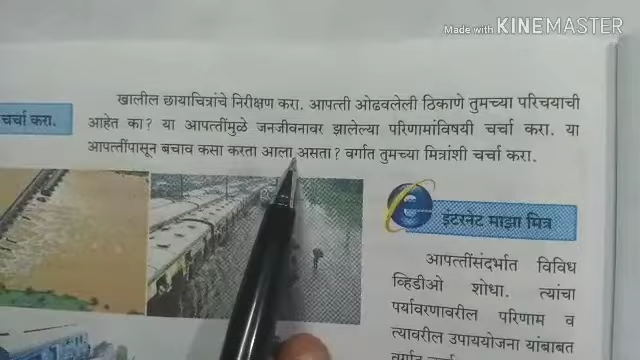 Made with KINEMASTER
खालील छायाचित्रांचे निरीक्षण करा. आपत्ती ओढवलेली ठिकाणे तुमच्या परिचयाची
चर्चा करा.
आहेत का? या आपत्तींमुळे जनजीवनावर झालेल्या परिणामांविषयी चर्चा करा. या
आपत्तींपासून बचाव कसा करता आला असता? वर्गात तुमच्या मित्रांशी चर्चा करा.
इंटरनेट माझा मित्र
आपत्तींसंदर्भात विविध
व्हिडीओ शोधा. त्यांचा
पर्यावरणावरील परिणाम व
त्यावरील उपाययोजना यांबाबत